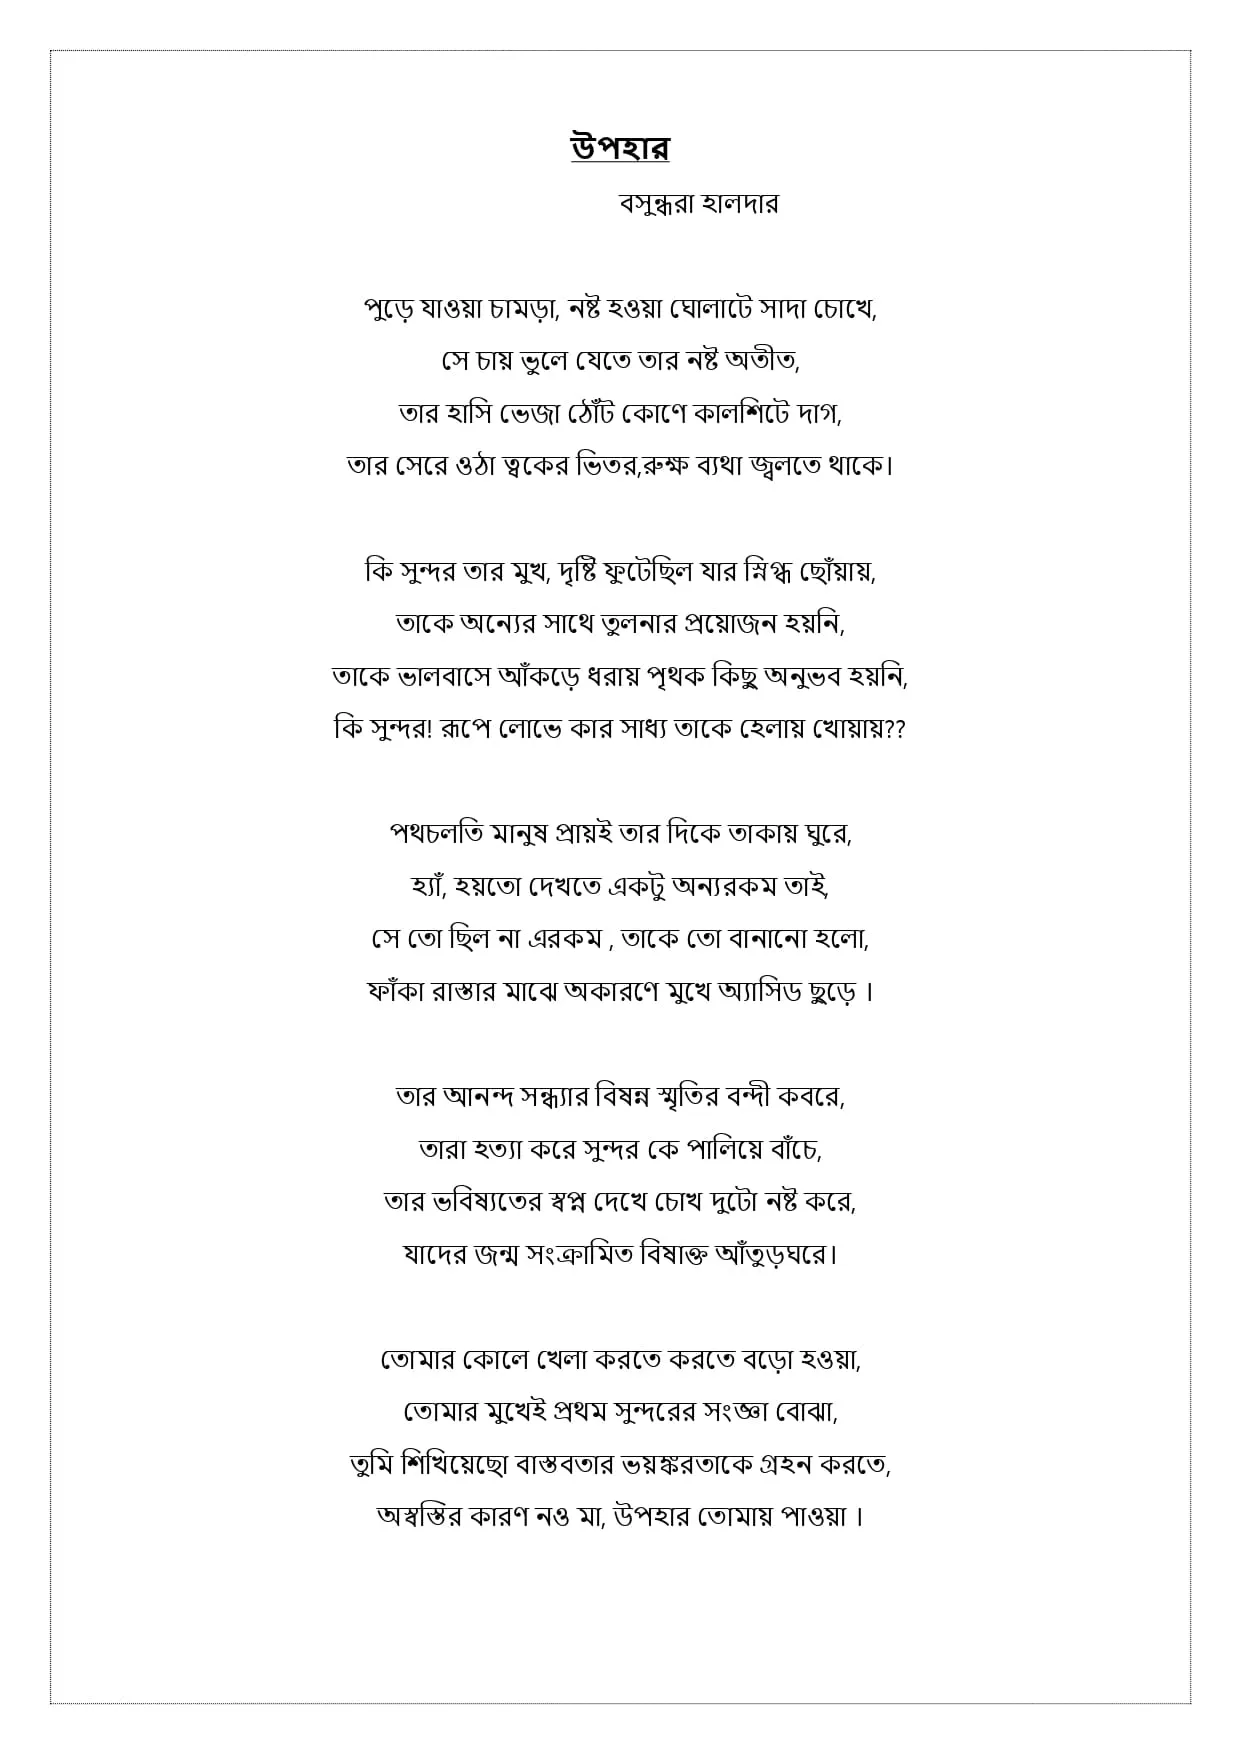 উপহার
বসুন্ধরা হালদার
পুড়ে যাওয়া চামড়া, নষ্ট হওয়া ঘোলাটে সাদা চোখে,
সে চায় ভুলে যেতে তার নষ্ট অতীত,
তার হাসি ভেজা ঠোঁট কোণে কালশিটে দাগ,
তার সেরে ওঠা ত্বকের ভিতর,রুক্ষ ব্যথা জ্বলতে থাকে।
কি সুন্দর তার মুখ, দৃষ্টি ফুটেছিল যার স্নিগ্ধ ছোঁয়ায়,
তাকে অন্যের সাথে তুলনার প্রয়োজন হয়নি,
তাকে ভালবাসে আঁকড়ে ধরায় পৃথক কিছু অনুভব হয়নি,
কি সুন্দর! রূপে লোভে কার সাধ্য তাকে হেলায় খোয়ায়??
পথচলতি মানুষ প্রায়ই তার দিকে তাকায় ঘুরে,
হ্যাঁ, হয়তো দেখতে একটু অন্যরকম তাই,
সে তো ছিল না এরকম , তাকে তো বানানো হলো,
ফাঁকা রাস্তার মাঝে অকারণে মুখে অ্যাসিড ছুড়ে ।
তার আনন্দ সন্ধ্যার বিষন্ন স্মৃতির বন্দী কবরে,
তারা হত্যা করে সুন্দর কে পালিয়ে বাঁচে,
তার ভবিষ্যতের স্বপ্ন দেখে চোখ দুটো নষ্ট করে,
যাদের জন্ম সংক্রামিত বিষাক্ত আঁতুড়ঘরে।
তোমার কোলে খেলা করতে করতে বড়ো হওয়া,
তোমার মুখেই প্রথম সুন্দরের সংজ্ঞা বোঝা,
তুমি শিখিয়েছো বাস্তবতার ভয়ঙ্করতাকে গ্রহন করতে,
অস্বস্তির কারণ নও মা, উপহার তোমায় পাওয়া ।